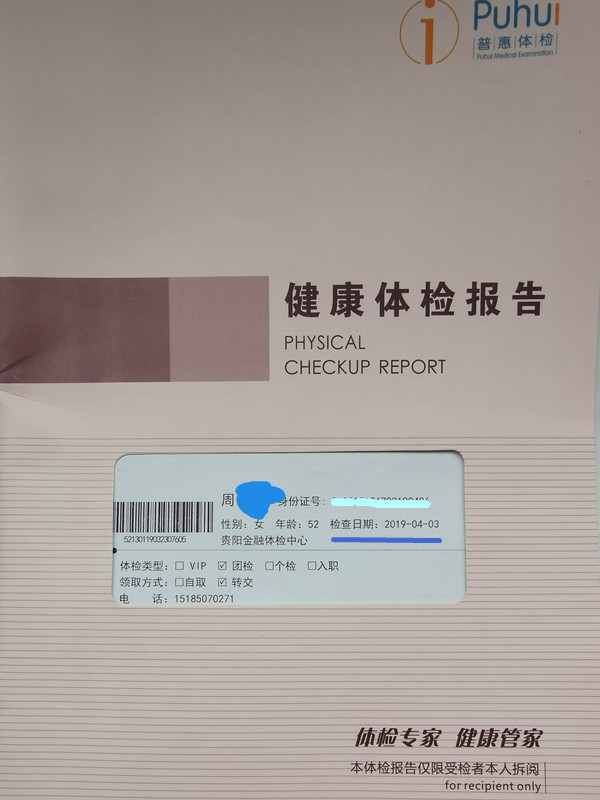 Puhui
普惠体检
Puhui Medical Examination
健康体检报告
PHYSICAL
CHECKUP REPORT
周 身份证号:
52130119032307605
性别: 女 年龄: 52 检查日期: 2019-04-03
贵阳金融体检中心
体检类型: □ VIP ☑ 团检 □个检 □入职
领取方式: □自取 ☑ 转交
电 话: 15185070271
体检专家 健康管家
本体检报告仅限受检者本人拆阅
for recipient only